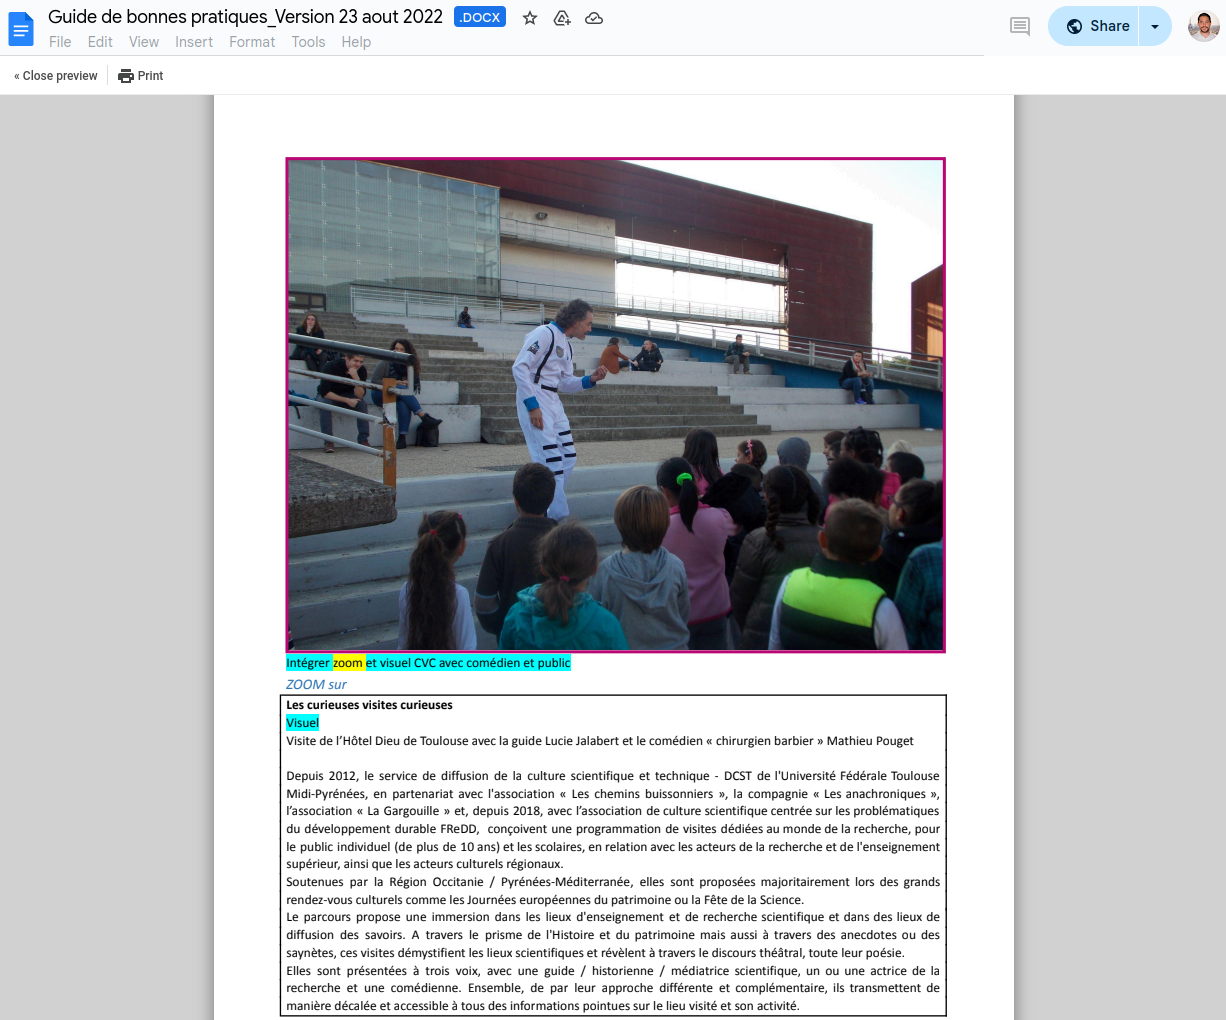 Guide de bonnes pratiques_Version 23 aout 2022 .DOCX
File Edit View Insert Format Tools Help
Share
« Close preview Print
Intégrer zoom et visuel CVC avec comédien et public
ZOOM sur
Les curieuses visites curieuses
Visuel
Visite de l’Hôtel Dieu de Toulouse avec la guide Lucie Jalabert et le comédien « chirurgien barbier » Mathieu Pouget
Depuis 2012, le service de diffusion de la culture scientifique et technique - DCST de l'Université Fédérale Toulouse
Midi-Pyrénées, en partenariat avec l'association « Les chemins buissonniers », la compagnie « Les anachroniques »,
l’association « La Gargouille » et, depuis 2018, avec l’association de culture scientifique centrée sur les problématiques
du développement durable FReDD, conçoivent une programmation de visites dédiées au monde de la recherche, pour
le public individuel (de plus de 10 ans) et les scolaires, en relation avec les acteurs de la recherche et de l'enseignement
supérieur, ainsi que les acteurs culturels régionaux.
Soutenues par la Région Occitanie / Pyrénées-Méditerranée, elles sont proposées majoritairement lors des grands
rendez-vous culturels comme les Journées européennes du patrimoine ou la Fête de la Science.
Le parcours propose une immersion dans les lieux d'enseignement et de recherche scientifique et dans des lieux de
diffusion des savoirs. A travers le prisme de l'Histoire et du patrimoine mais aussi à travers des anecdotes ou des
saynètes, ces visites démystifient les lieux scientifiques et révèlent à travers le discours théâtral, toute leur poésie.
Elles sont présentées à trois voix, avec une guide / historienne / médiatrice scientifique, un ou une actrice de la
recherche et une comédienne. Ensemble, de par leur approche différente et complémentaire, ils transmettent de
manière décalée et accessible à tous des informations pointues sur le lieu visité et son activité.